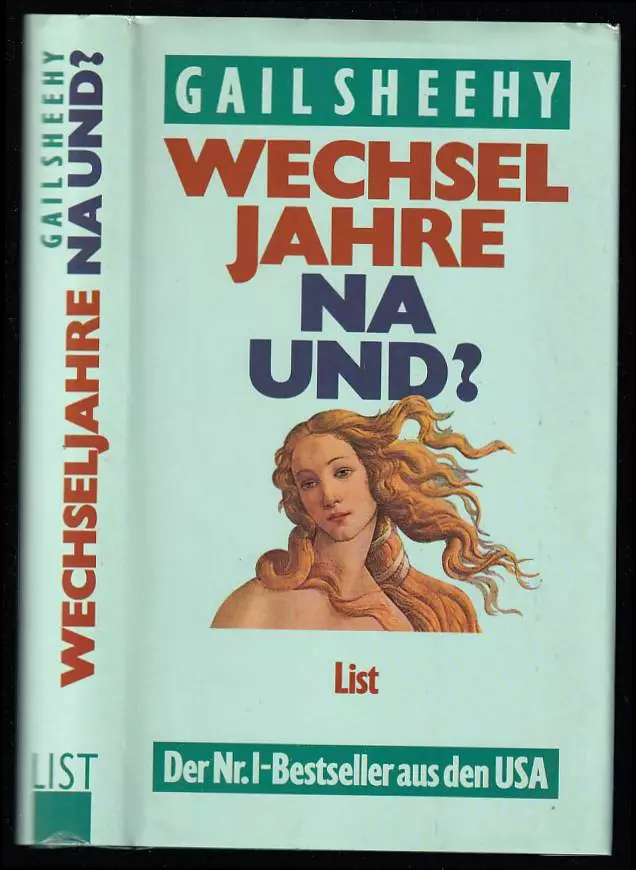 GAIL SHEEHY
WECHSELJAHRE NA UND?
LIST
GAIL SHEEHY
WECHSEL
JAHRE
NA
UND?
List
Der Nr.1-Bestseller aus den USA